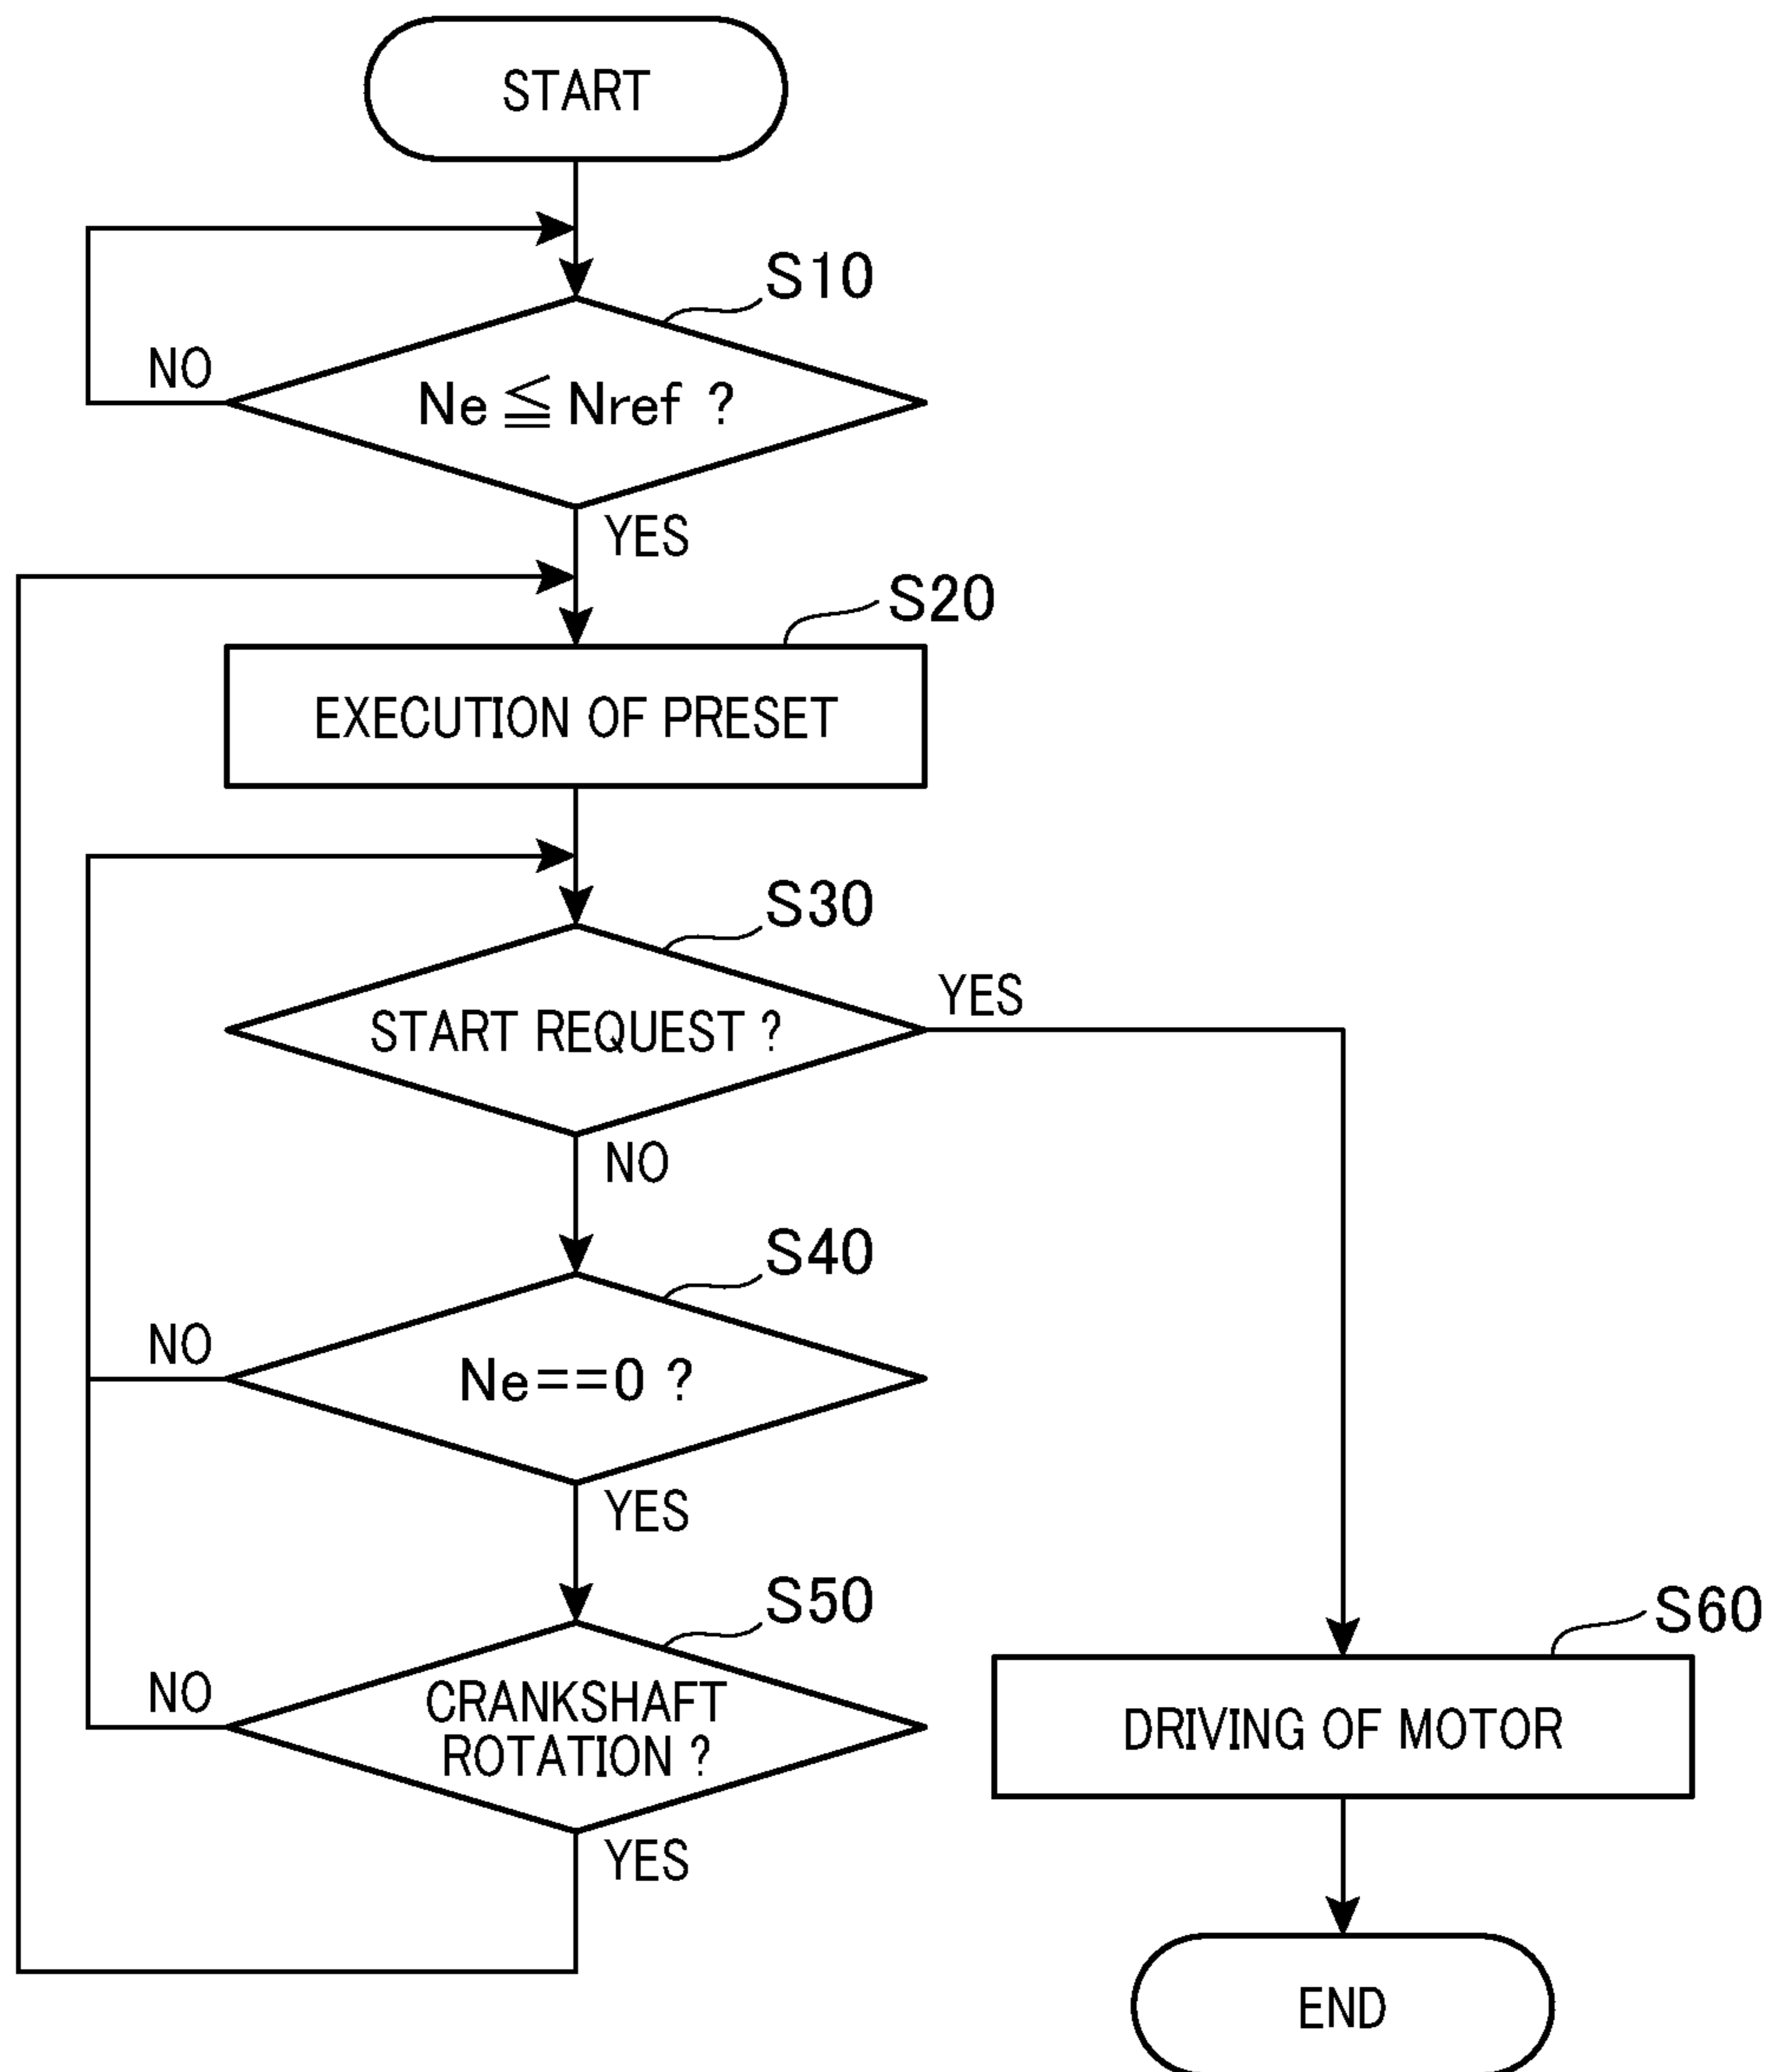 START
S10
NO
Ne≦Nref ?
YES
S20
EXECUTION OF PRESET
S30
YES
START REQUEST ?
NO
S40
NO
Ne==0 ?
YES
S50
NO
CRANKSHAFT
ROTATION ?
YES
S60
DRIVING OF MOTOR
END